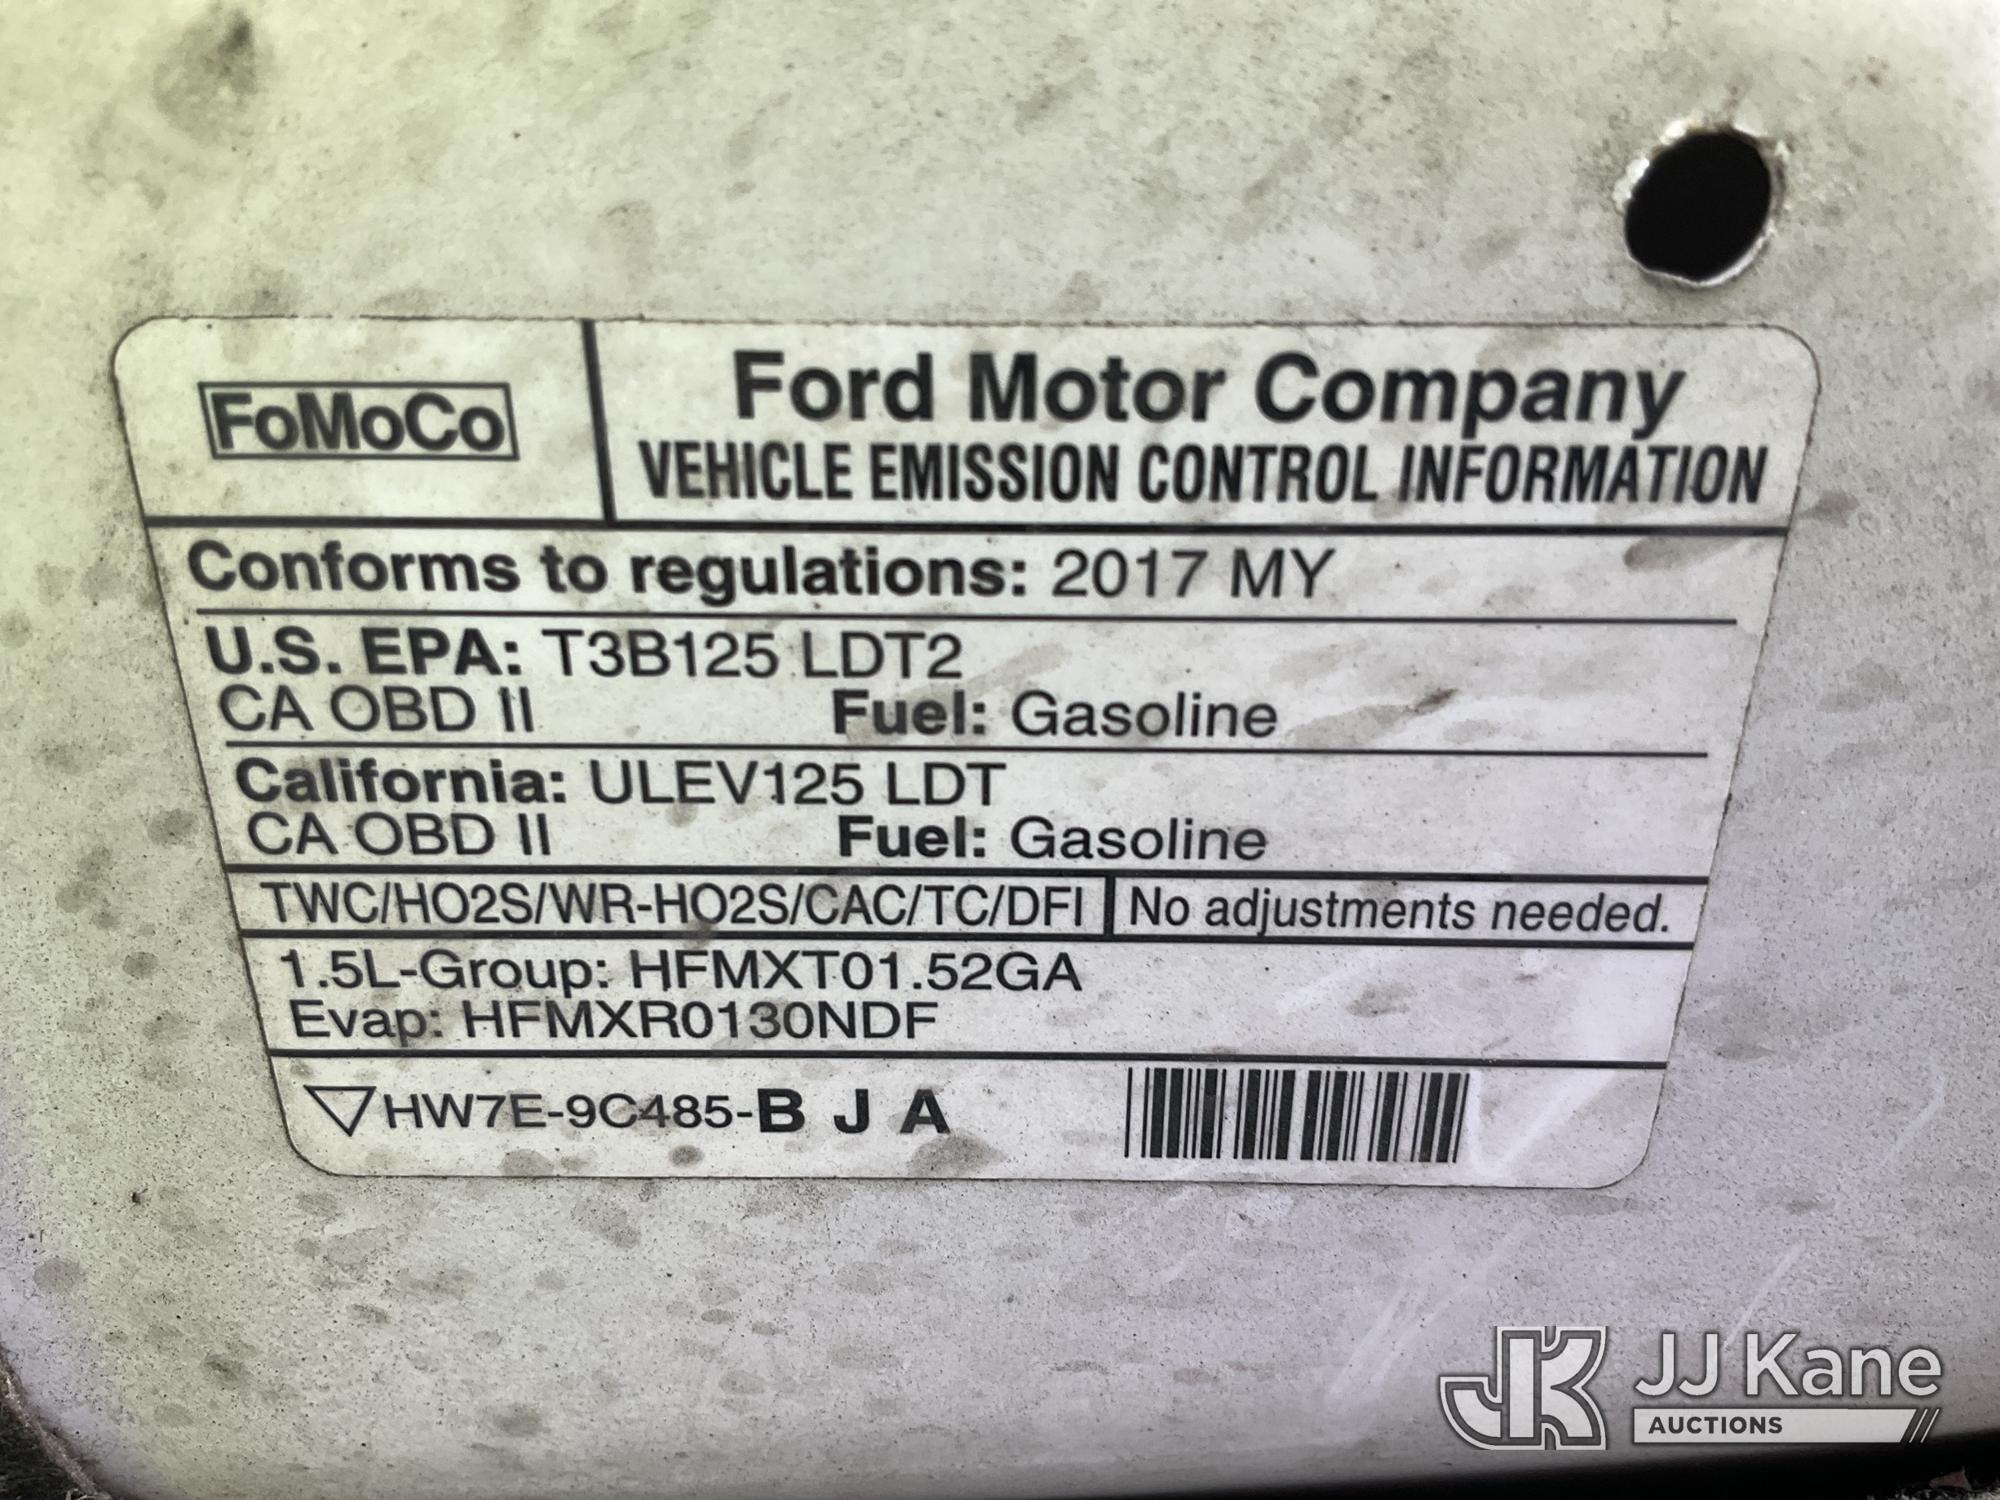 FoMoCo
Ford Motor Company
VEHICLE EMISSION CONTROL INFORMATION
Conforms to regulations: 2017 MY
U.S. EPA: T3B125 LDT2
CA OBD II Fuel: Gasoline
California: ULEV125 LDT
CA OBD II Fuel: Gasoline
TWC/HO2S/WR-HO2S/CAC/TC/DFI No adjustments needed.
1.5L-Group: HFMXT01.52GA
Evap: HFMXR0130NDF
HW7E-9C485-B J A
JK JJ Kane
AUCTIONS